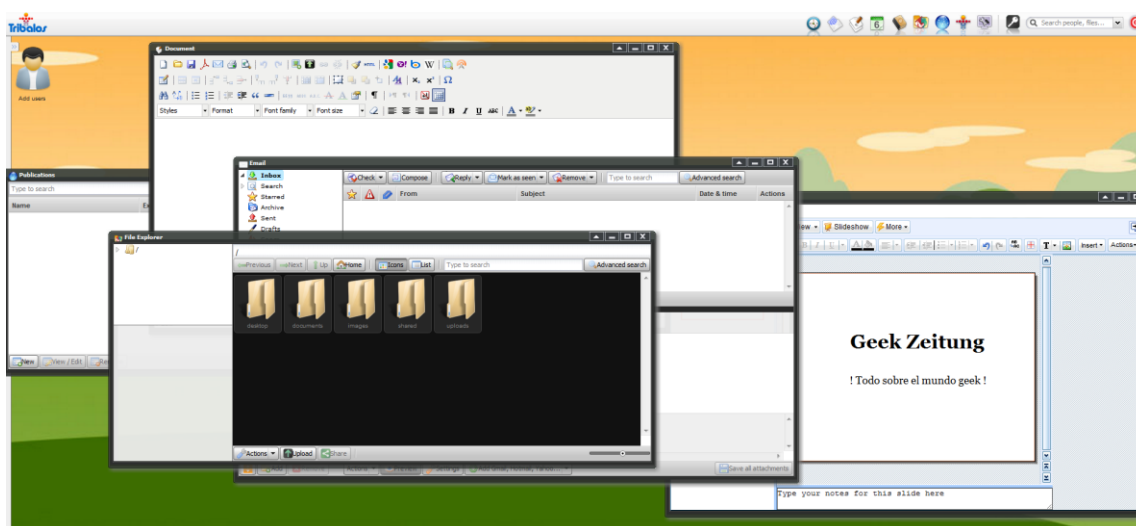 Tribalos
Search people, files...
Add users
Document
Styles Format Font family Font size
Email
Inbox
Search
Starred
Archive
Sent
Drafts
Check Compose Reply Mark as seen Remove Type to search Advanced search
From Subject Date & time Actions
Publications
Type to search
Name
New View / Edit
File Explorer
/
/
Previous Next Up Home Icons List Type to search Advanced search
desktop documents images shared uploads
Actions Upload Share
Save all attachments
Slideshow More
Insert Actions
Geek Zeitung
! Todo sobre el mundo geek !
Type your notes for this slide here